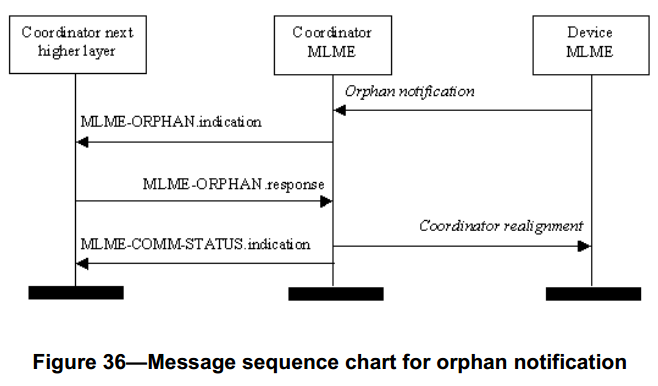 Coordinator next
higher layer
Coordinator
MLME
Device
MLME
Orphan notification
MLME-ORPHAN.indication
MLME-ORPHAN.response
Coordinator realignment
MLME-COMM-STATUS.indication
Figure 36—Message sequence chart for orphan notification